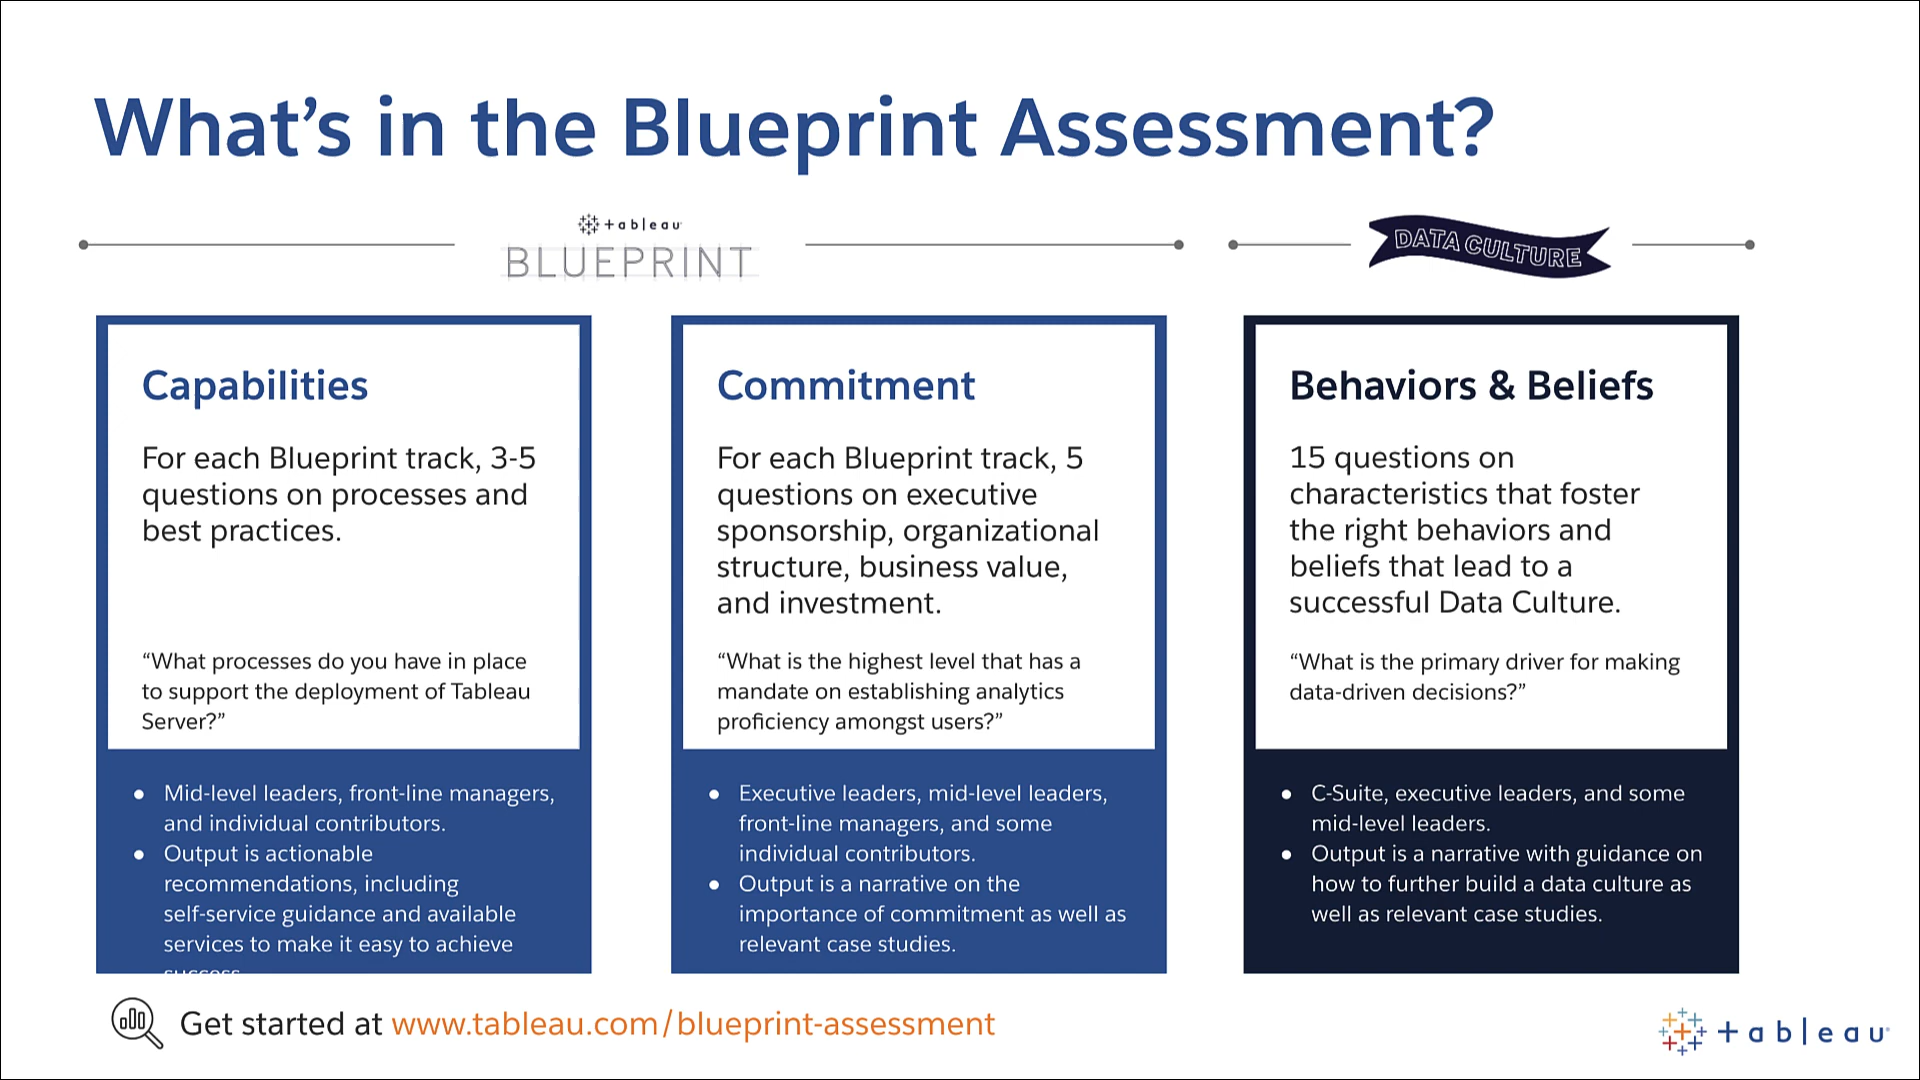 What’s in the Blueprint Assessment?
+ableau
BLUEPRINT
DATA CULTURE
Capabilities
For each Blueprint track, 3-5
questions on processes and
best practices.
“What processes do you have in place
to support the deployment of Tableau
Server?”
● Mid-level leaders, front-line managers,
and individual contributors.
● Output is actionable
recommendations, including
self-service guidance and available
services to make it easy to achieve
success.
Commitment
For each Blueprint track, 5
questions on executive
sponsorship, organizational
structure, business value,
and investment.
“What is the highest level that has a
mandate on establishing analytics
proficiency amongst users?”
● Executive leaders, mid-level leaders,
front-line managers, and some
individual contributors.
● Output is a narrative on the
importance of commitment as well as
relevant case studies.
Behaviors & Beliefs
15 questions on
characteristics that foster
the right behaviors and
beliefs that lead to a
successful Data Culture.
“What is the primary driver for making
data-driven decisions?”
● C-Suite, executive leaders, and some
mid-level leaders.
● Output is a narrative with guidance on
how to further build a data culture as
well as relevant case studies.
Get started at www.tableau.com/blueprint-assessment
+ableau